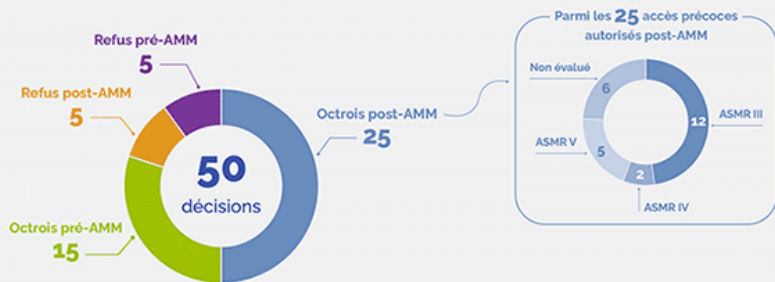 Refus pré-AMM
5
Refus post-AMM
5
Octrois pré-AMM
15
50
décisions
Octrois post-AMM
25
Parmi les 25 accès précoces
autorisés post-AMM
Non évalué
6
ASMR V
5
12
ASMR III
2
ASMR IV